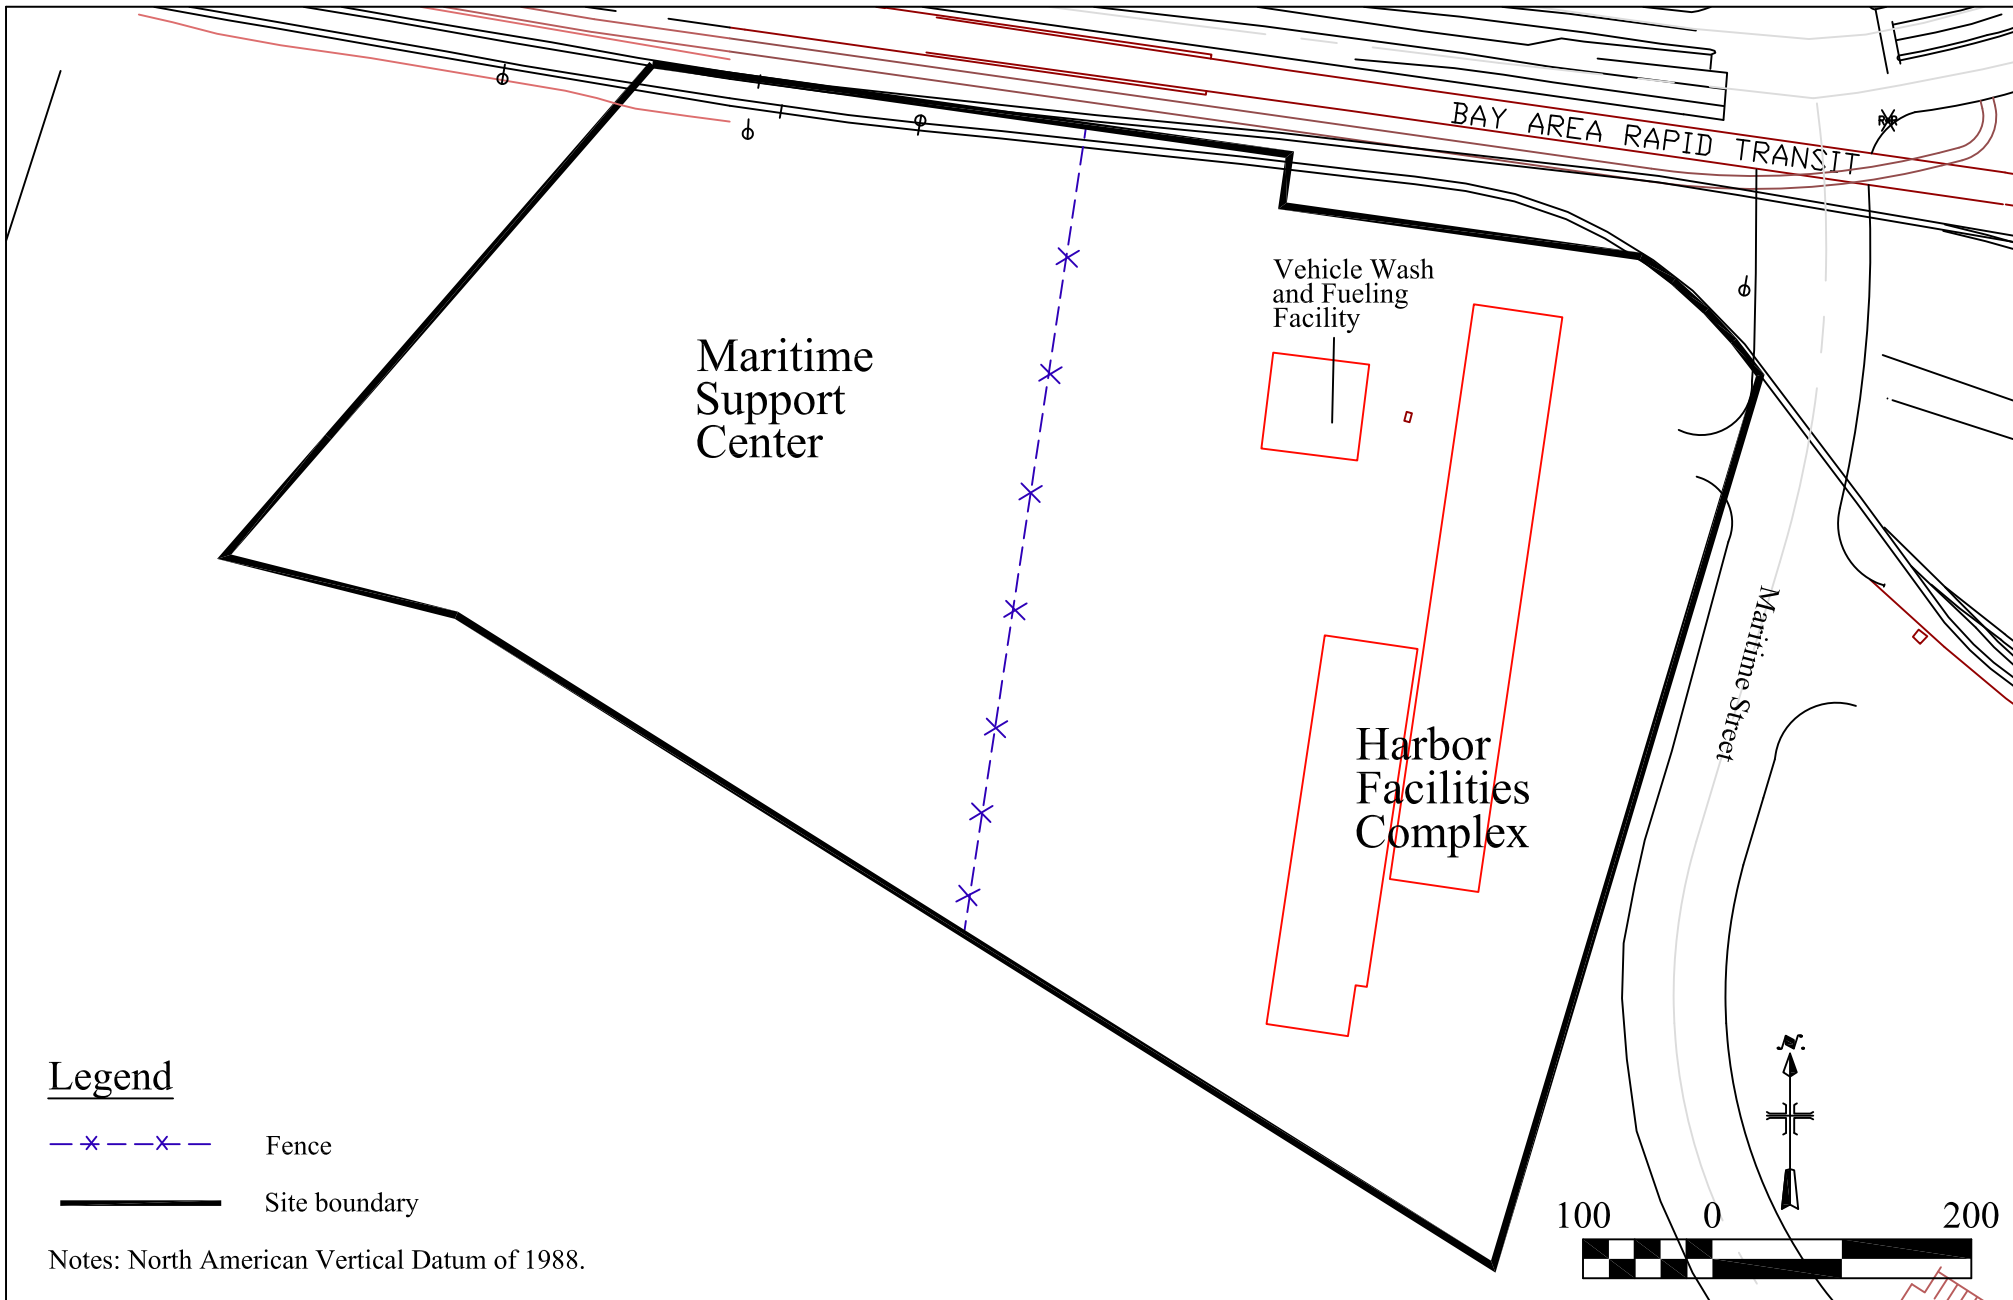 BAY AREA RAPID TRANSIT
Vehicle Wash
and Fueling
Facility
Maritime
Support
Center
Maritime Street
Harbor
Facilities
Complex
Legend
Fence
Site boundary
Notes: North American Vertical Datum of 1988.
100 0 200